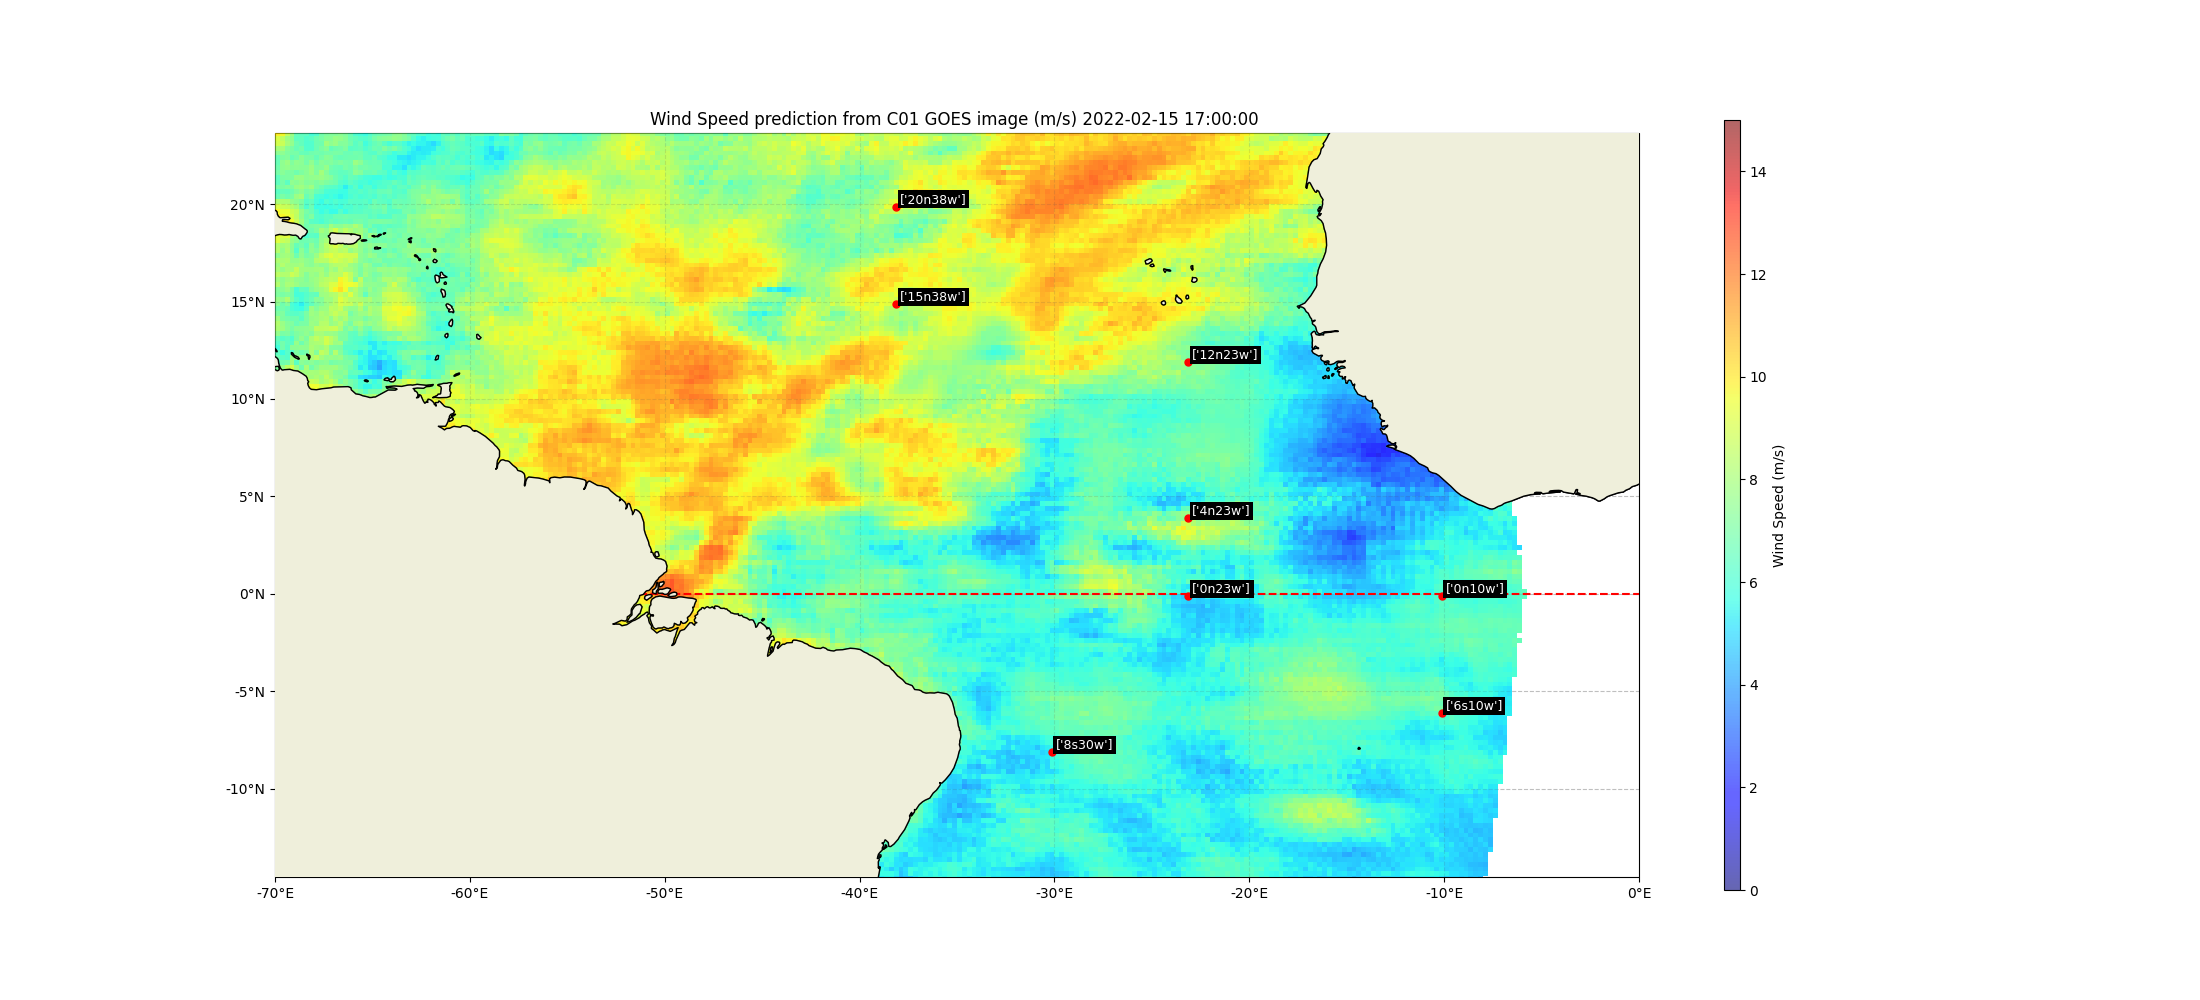 Wind Speed prediction from C01 GOES image (m/s) 2022-02-15 17:00:00
20°N
15°N
10°N
5°N
0°N
-5°N
-10°N
['20n38w']
['15n38w']
['12n23w']
['4n23w']
['0n23w']
['0n10w']
['6s10w']
['8s30w']
-70°E
-60°E
-50°E
-40°E
-30°E
-20°E
-10°E
0°E
14
12
10
8
6
4
2
0
Wind Speed (m/s)